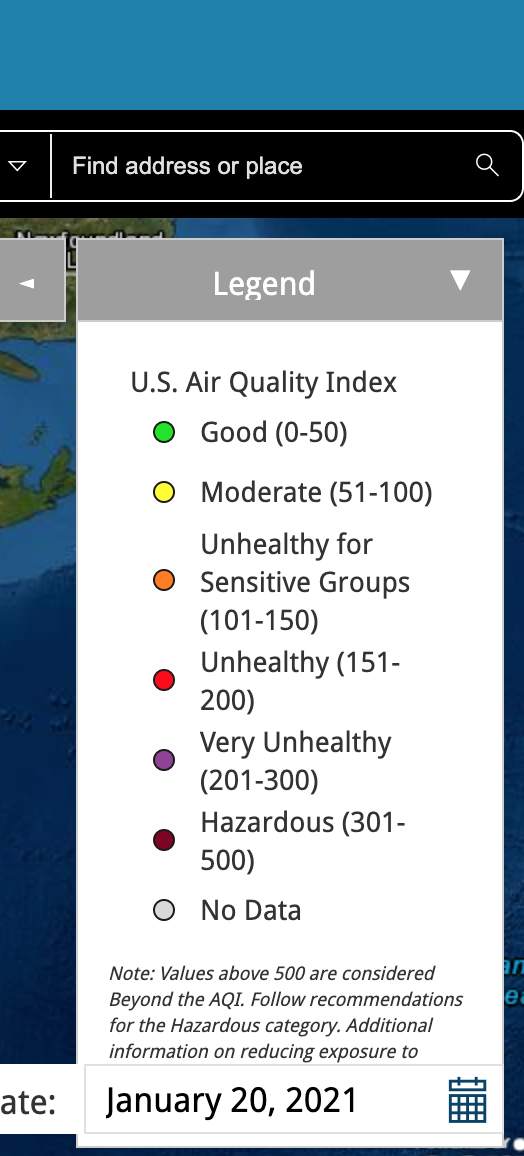 Find address or place
Legend
U.S. Air Quality Index
Good (0-50)
Moderate (51-100)
Unhealthy for
Sensitive Groups
(101-150)
Unhealthy (151-
200)
Very Unhealthy
(201-300)
Hazardous (301-
500)
No Data
Note: Values above 500 are considered
Beyond the AQI. Follow recommendations
for the Hazardous category. Additional
information on reducing exposure to
ate: January 20, 2021